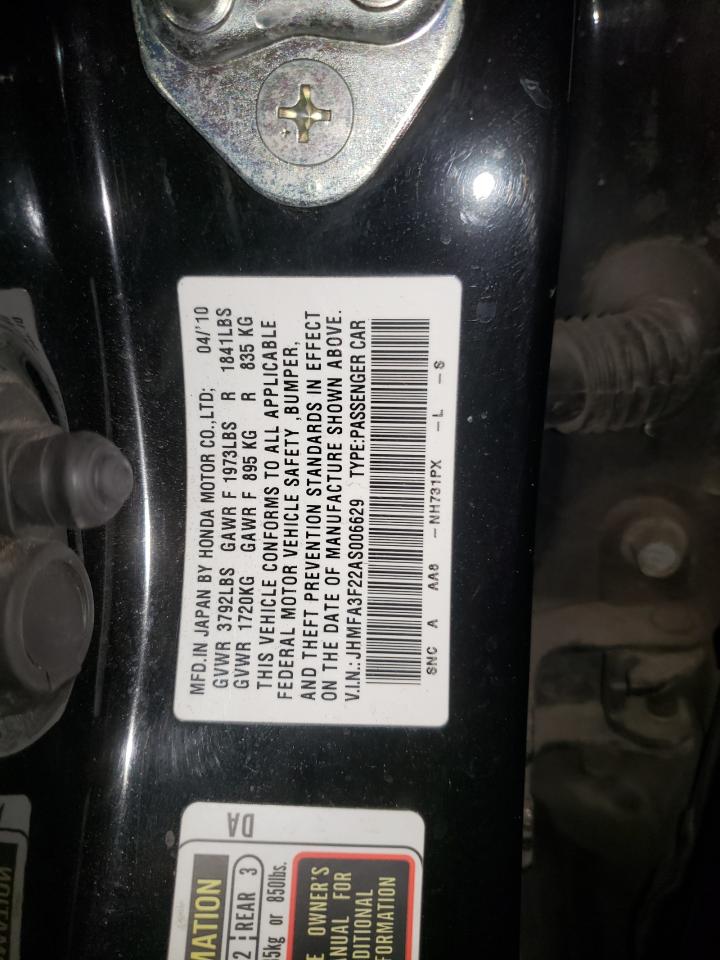 MFD.IN JAPAN BY HONDA MOTOR CO.,LTD; 04/'10
GVWR 3792LBS GAWR F 1973LBS R 1841LBS
GVWR 1720KG GAWR F 895 KG R 835 KG
THIS VEHICLE CONFORMS TO ALL APPLICABLE
FEDERAL MOTOR VEHICLE SAFETY ,BUMPER,
AND THEFT PREVENTION STANDARDS IN EFFECT
ON THE DATE OF MANUFACTURE SHOWN ABOVE.
V.I.N.: JHMFA3F22AS006629 TYPE:PASSENGER CAR
8NC A AA8 -NH731PX -L -S
DA
MATION
2 REAR 3
5kg or 850lbs.
E OWNER'S
ANUAL FOR
DITIONAL
FORMATION